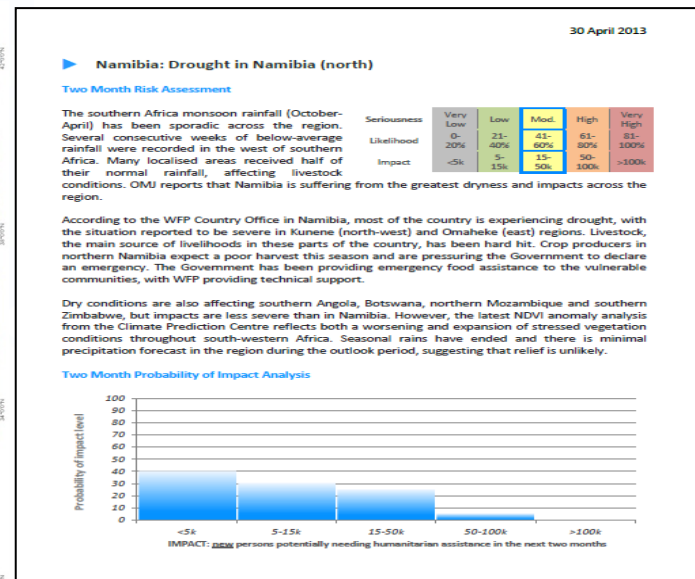 30 April 2013
Namibia: Drought in Namibia (north)
Two Month Risk Assessment
The southern Africa monsoon rainfall (October-
April) has been sporadic across the region.
Several consecutive weeks of below-average
rainfall were recorded in the west of southern
Africa. Many localised areas received half of
their normal rainfall, affecting livestock
conditions. OMJ reports that Namibia is suffering from the greatest dryness and impacts across the
region.
Seriousness Very Low Low Mod. High Very High
Likelihood 0-20% 21-40% 41-60% 61-80% 81-100%
Impact <5k 5-15k 15-50k 50-100k >100k
According to the WFP Country Office in Namibia, most of the country is experiencing drought, with
the situation reported to be severe in Kunene (north-west) and Omaheke (east) regions. Livestock,
the main source of livelihoods in these parts of the country, has been hard hit. Crop producers in
northern Namibia expect a poor harvest this season and are pressuring the Government to declare
an emergency. The Government has been providing emergency food assistance to the vulnerable
communities, with WFP providing technical support.
Dry conditions are also affecting southern Angola, Botswana, northern Mozambique and southern
Zimbabwe, but impacts are less severe than in Namibia. However, the latest NDVI anomaly analysis
from the Climate Prediction Centre reflects both a worsening and expansion of stressed vegetation
conditions throughout south-western Africa. Seasonal rains have ended and there is minimal
precipitation forecast in the region during the outlook period, suggesting that relief is unlikely.
Two Month Probability of Impact Analysis
Probability of impact level
100
90
80
70
60
50
40
30
20
10
0
<5k 5-15k 15-50k 50-100k >100k
IMPACT: new persons potentially needing humanitarian assistance in the next two months